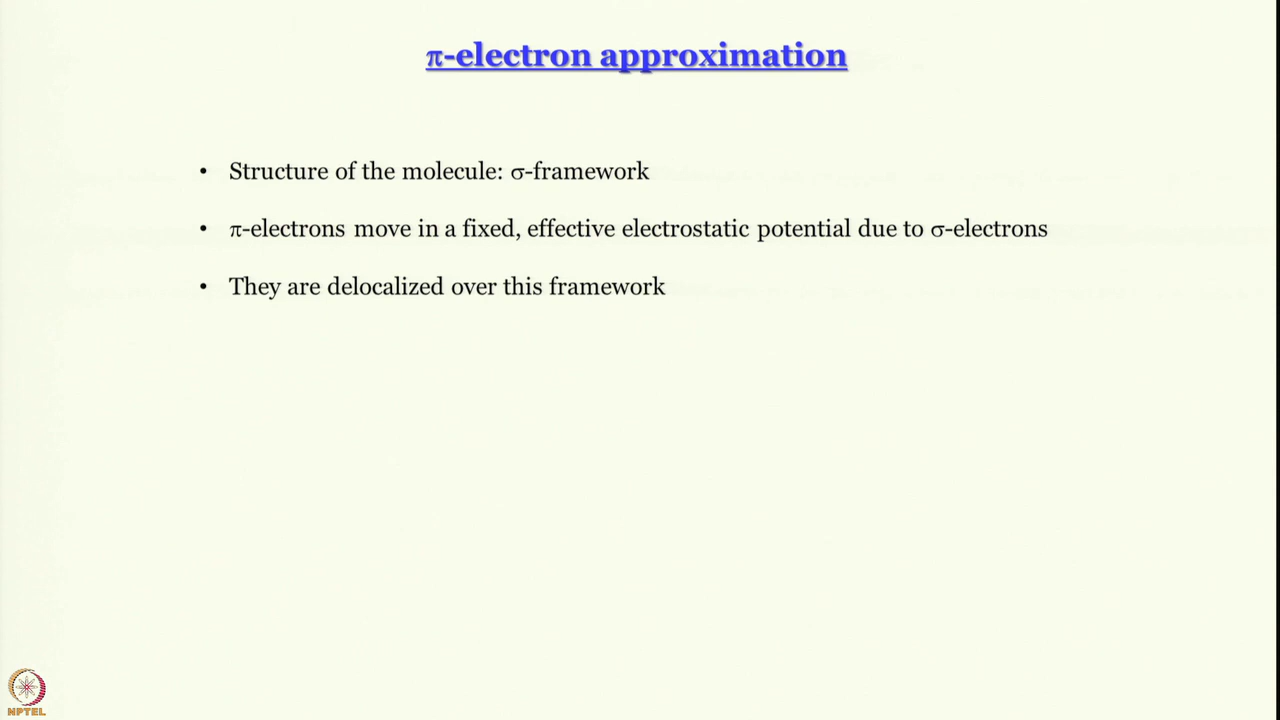 π-electron approximation
• Structure of the molecule: σ-framework
• π-electrons move in a fixed, effective electrostatic potential due to σ-electrons
• They are delocalized over this framework
NPTEL